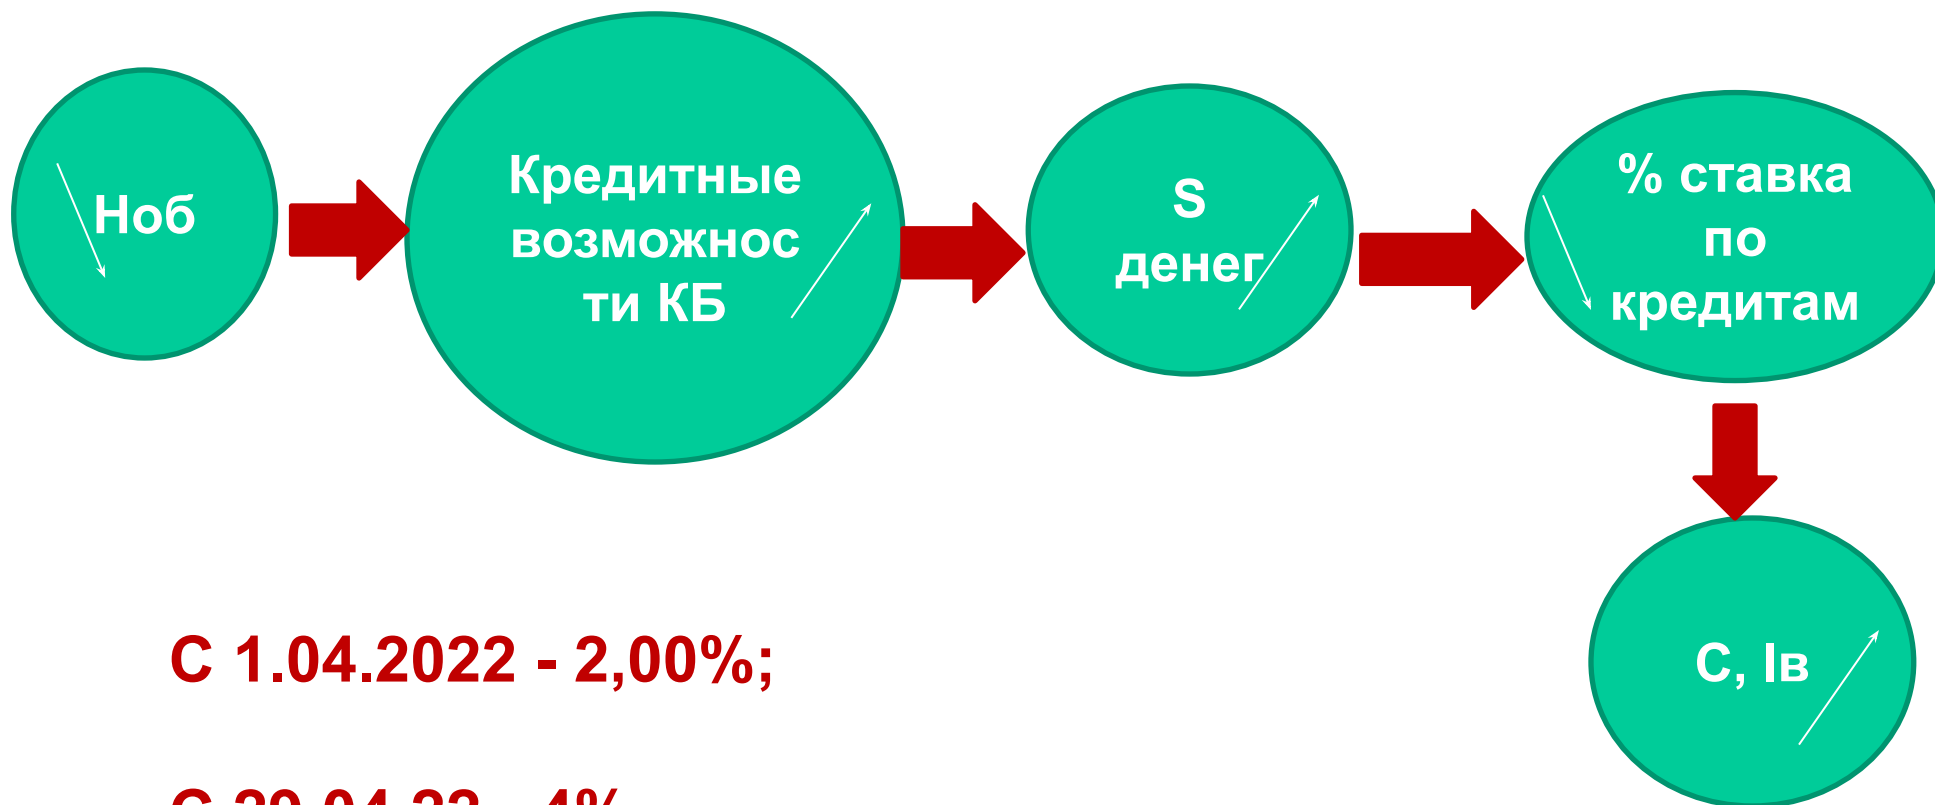 Ноб
Кредитные
возможнос
ти КБ
S
денег
% ставка
по
кредитам
С, Iв
С 1.04.2022 - 2,00%;